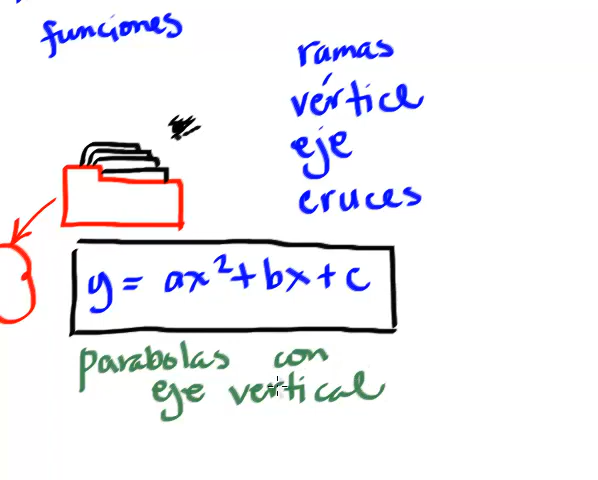 funciones
ramas
vértice
eje
cruces
y = ax²+bx+c
parabolas con
eje vertical